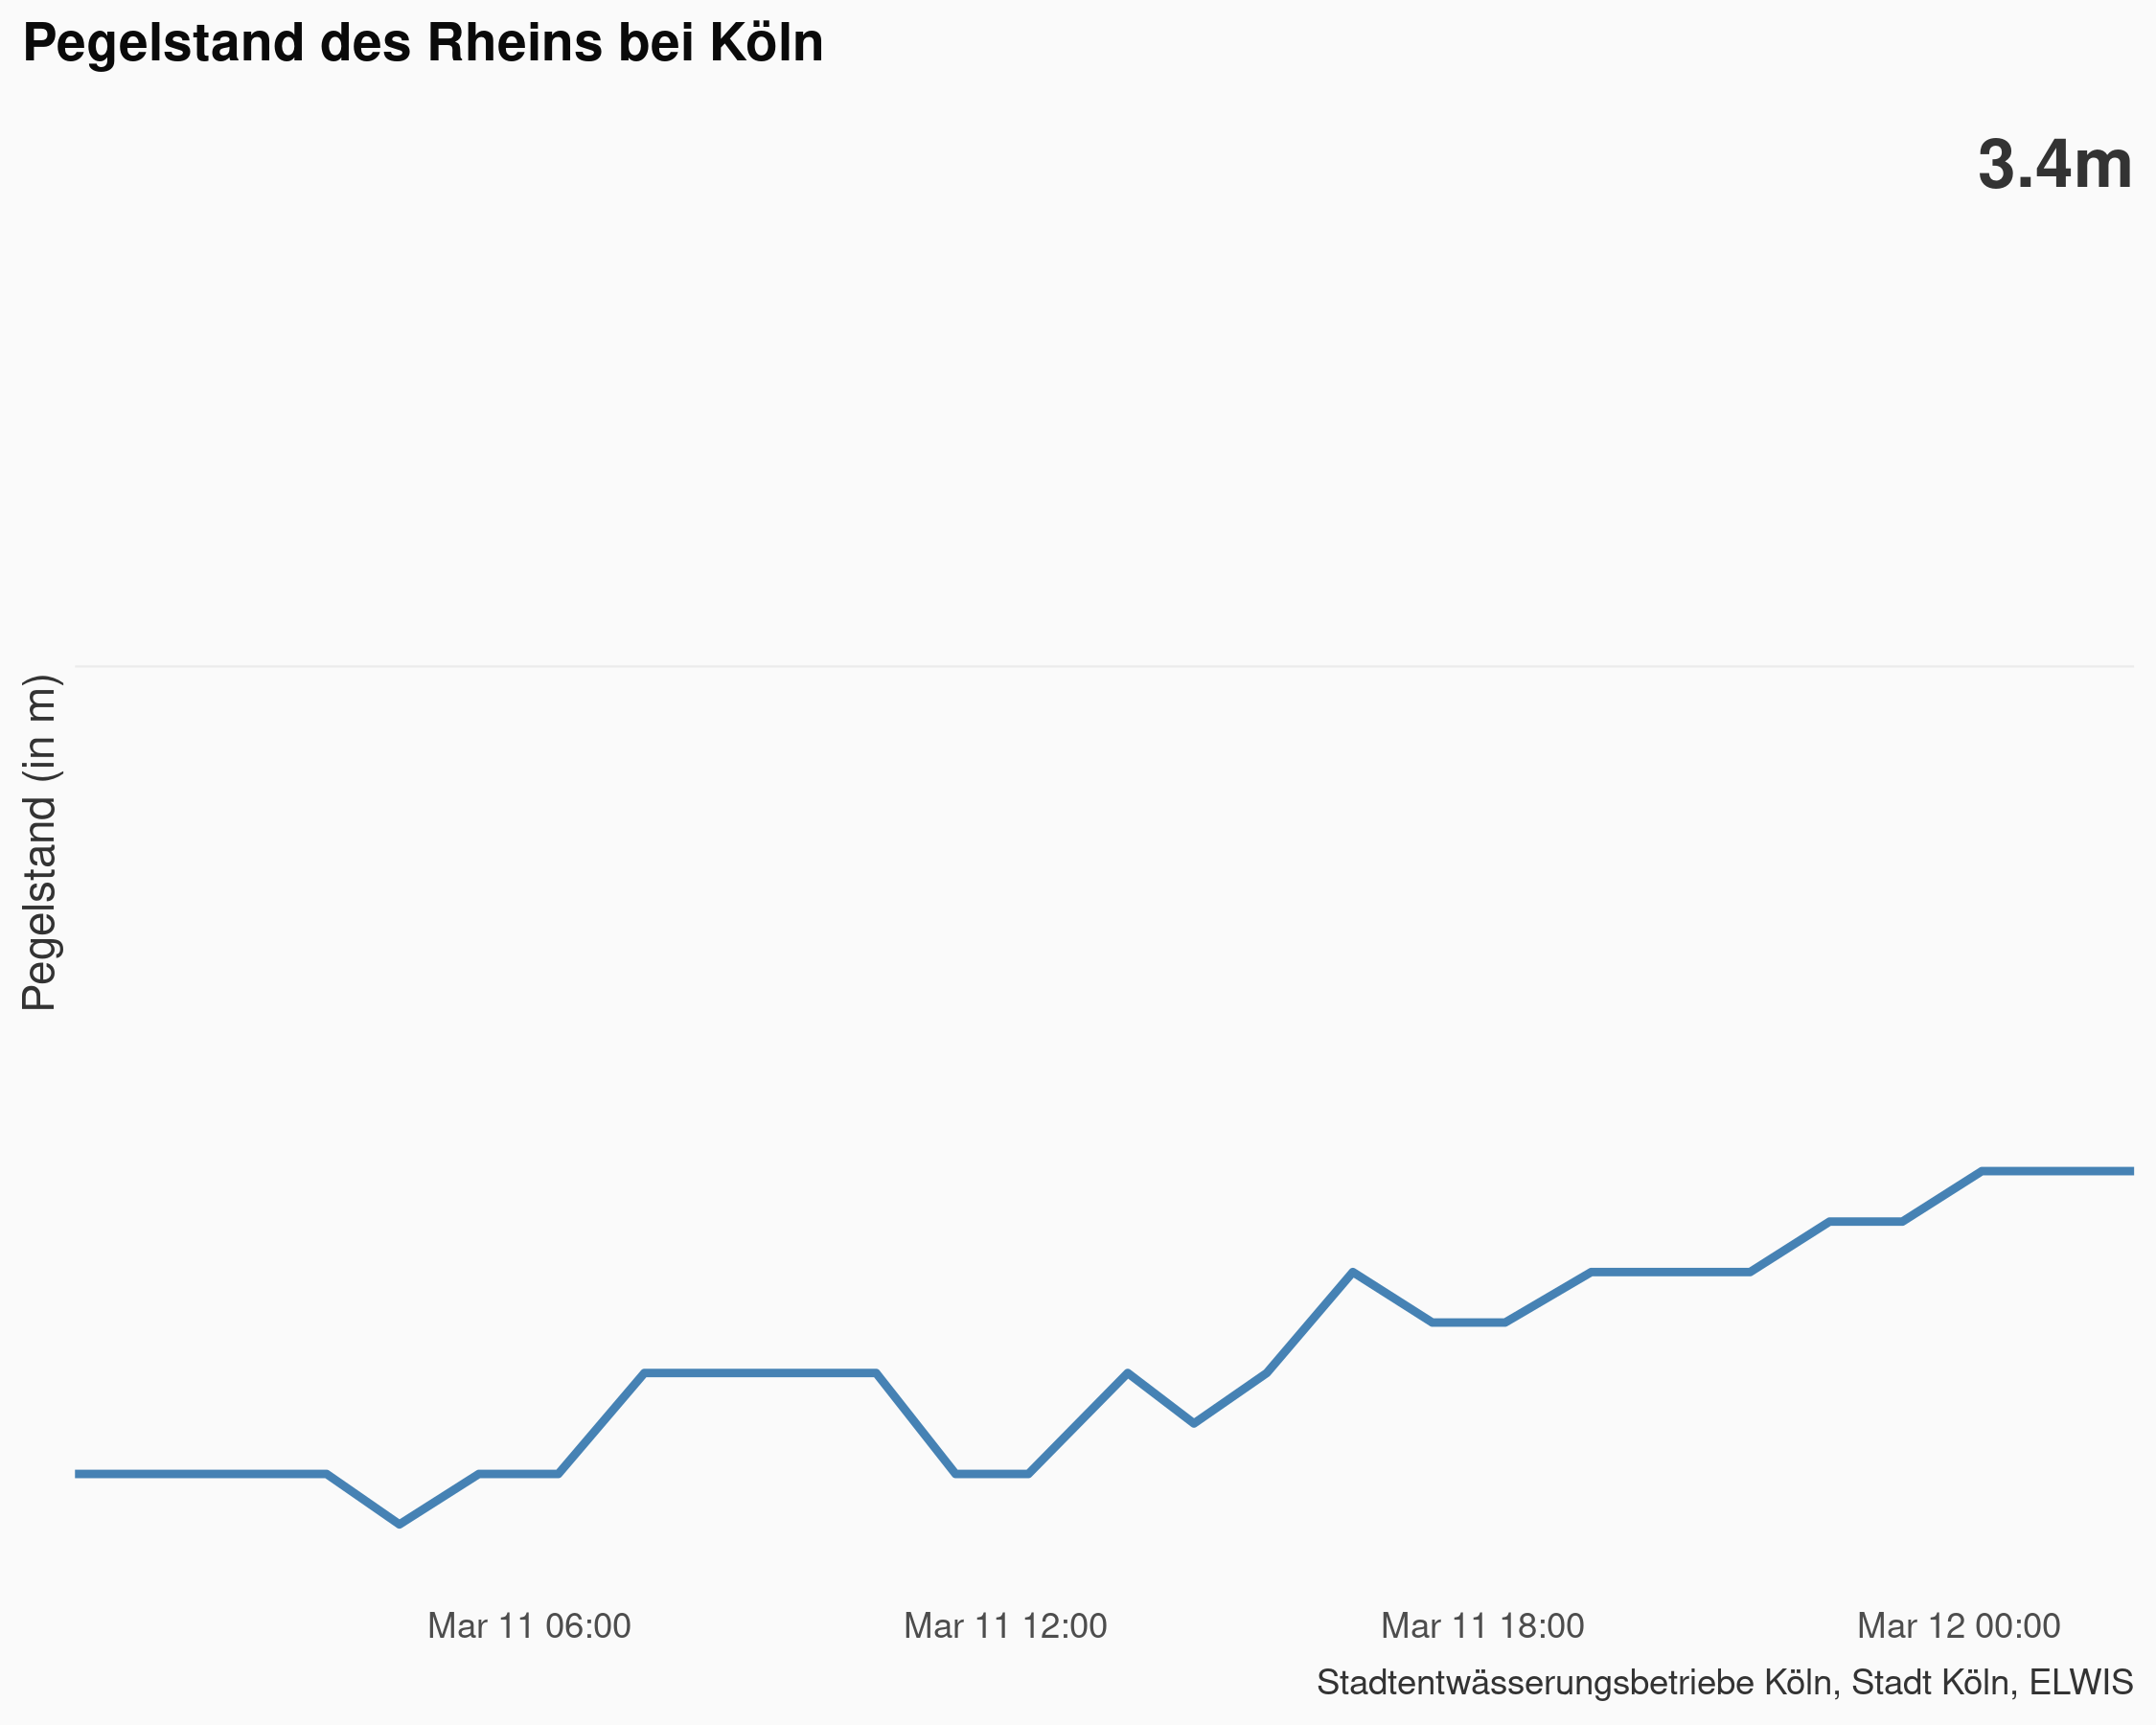 Pegelstand des Rheins bei Köln
3.4m
Pegelstand (in m)
Mar 11 06:00 Mar 11 12:00 Mar 11 18:00 Mar 12 00:00
Stadtentwässerungsbetriebe Köln, Stadt Köln, ELWIS